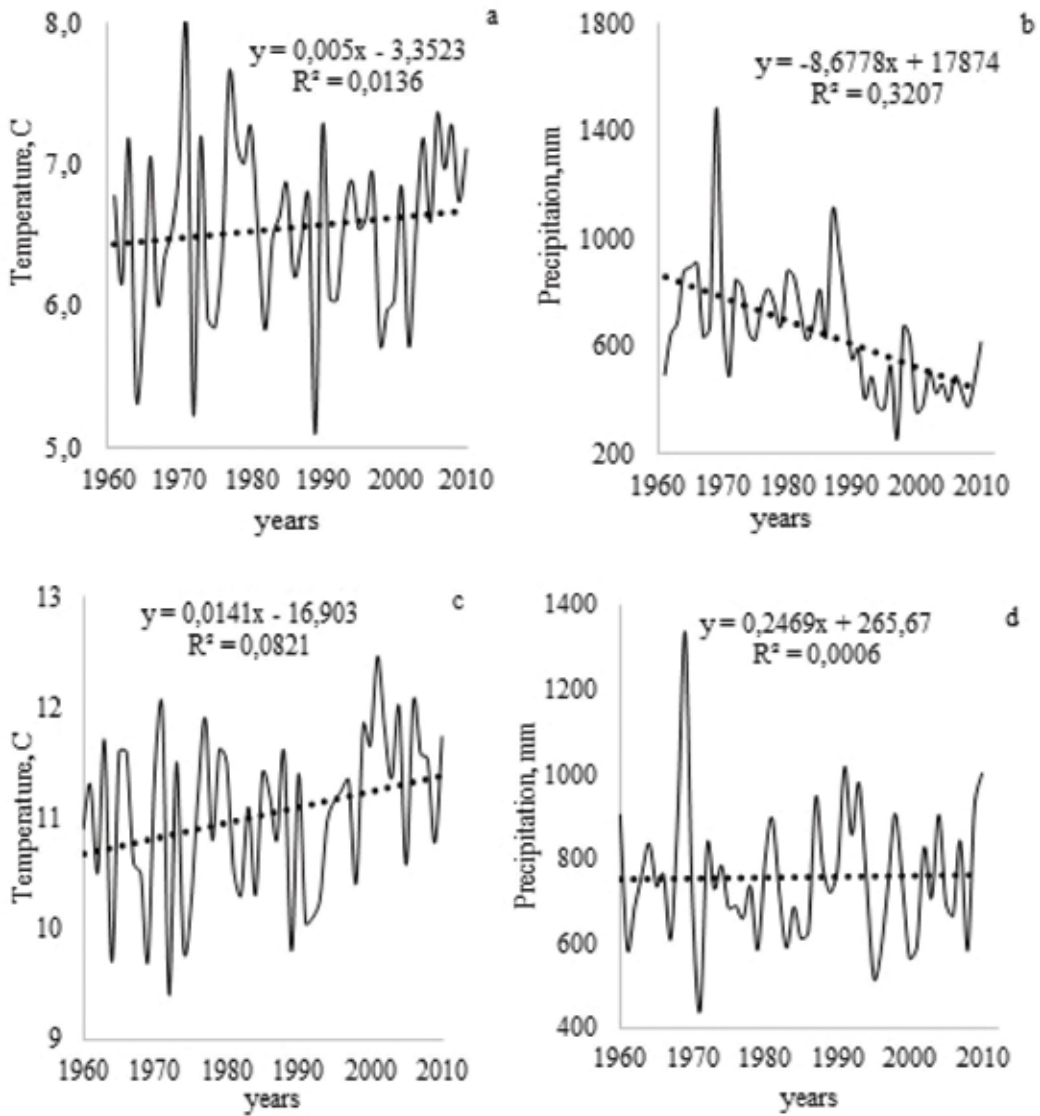 a
y = 0,005x - 3,3523
R² = 0,0136
Temperature, C
8,0
7,0
6,0
5,0
1960 1970 1980 1990 2000 2010
years
b
y = -8,6778x + 17874
R² = 0,3207
Precipitaion,mm
1800
1400
1000
600
200
1960 1970 1980 1990 2000 2010
years
c
y = 0,0141x - 16,903
R² = 0,0821
Temperature, C
13
12
11
10
9
1960 1970 1980 1990 2000 2010
years
d
y = 0,2469x + 265,67
R² = 0,0006
Precipitation, mm
1400
1200
1000
800
600
400
1960 1970 1980 1990 2000 2010
years